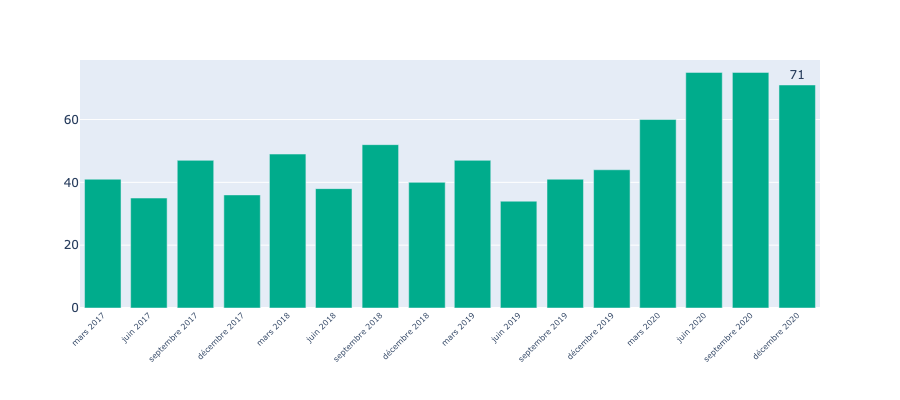 71
60
40
20
0
mars 2017
juin 2017
septembre 2017
décembre 2017
mars 2018
juin 2018
septembre 2018
décembre 2018
mars 2019
juin 2019
septembre 2019
décembre 2019
mars 2020
juin 2020
septembre 2020
décembre 2020